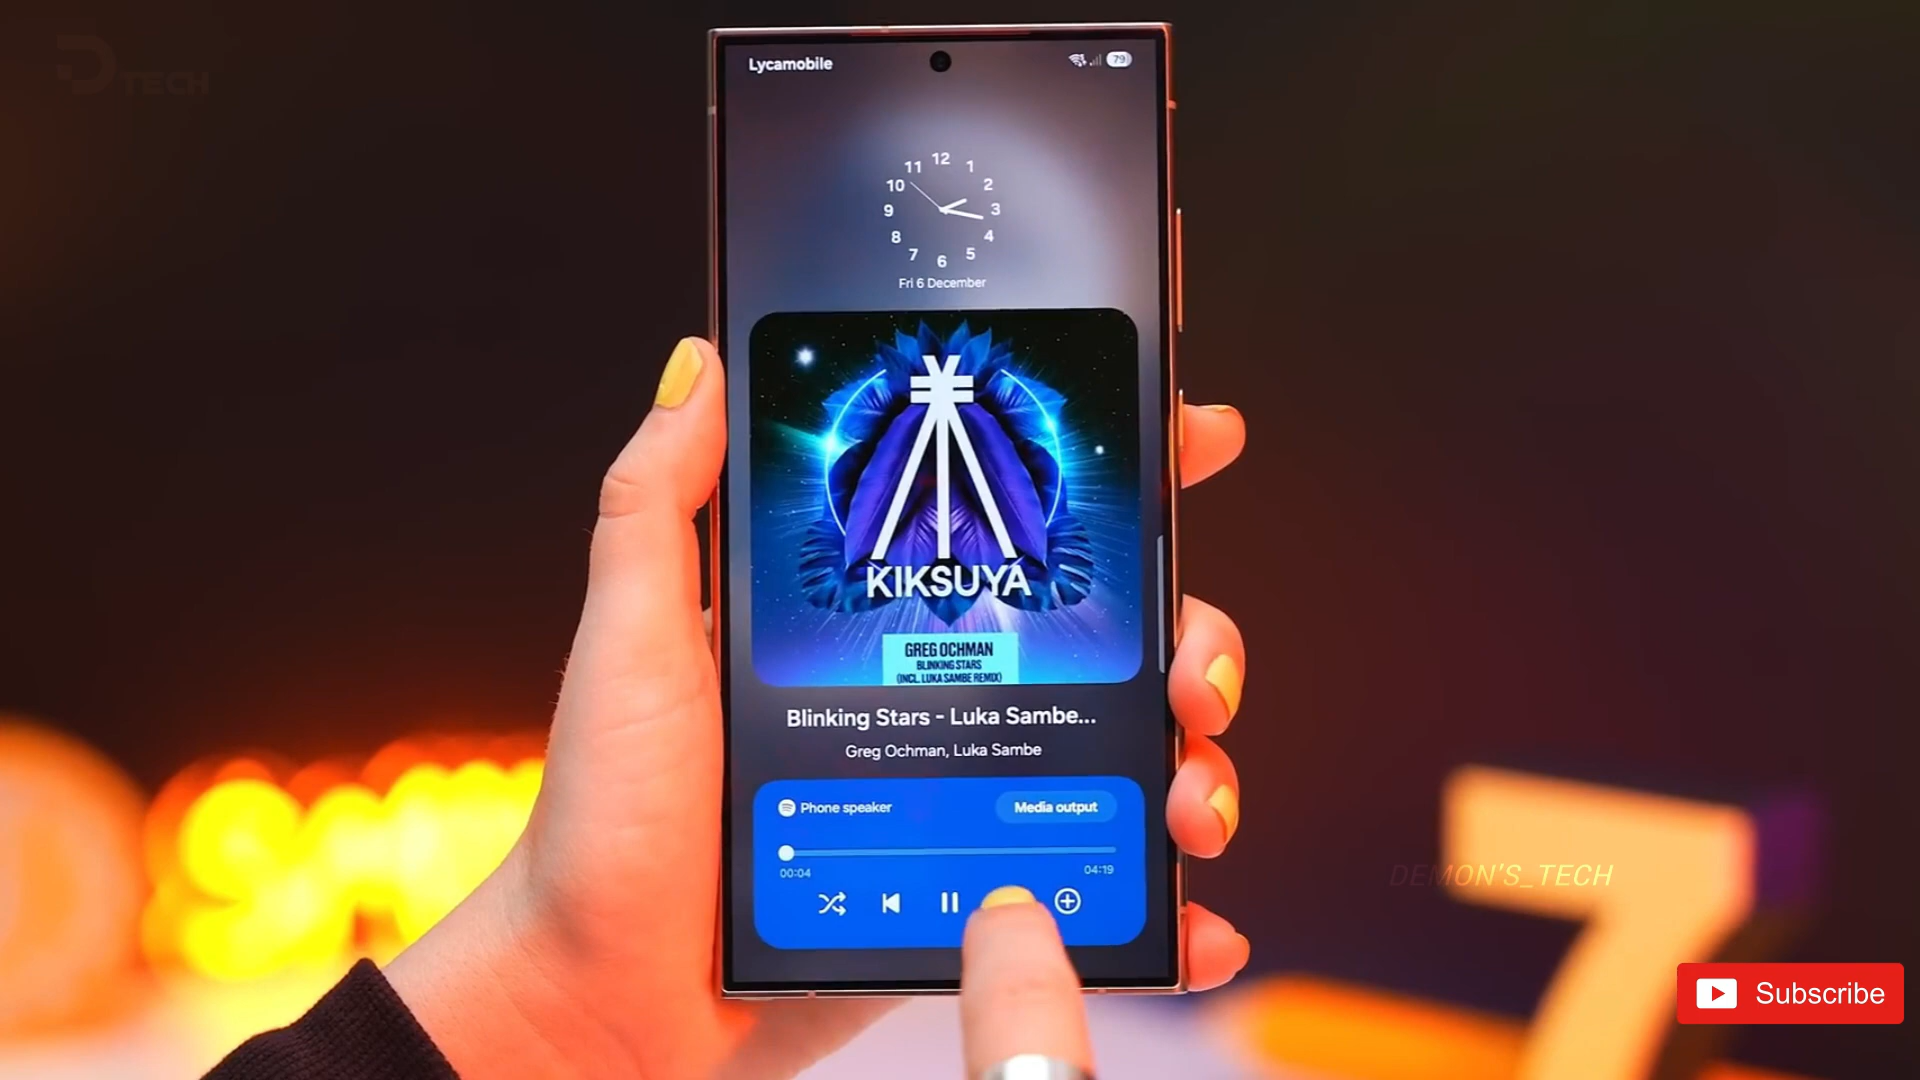 D TECH
Lycamobile
79
12
11
1
10
2
9
3
8
4
7
5
6
Fri 6 December
KIKSUYA
GREG OCHMAN
BLINKING STARS
(INCL. LUKA SAMBE REMIX)
Blinking Stars - Luka Sambe...
Greg Ochman, Luka Sambe
Phone speaker
Media output
00:04
04:19
7
DEMON'S_TECH
Subscribe